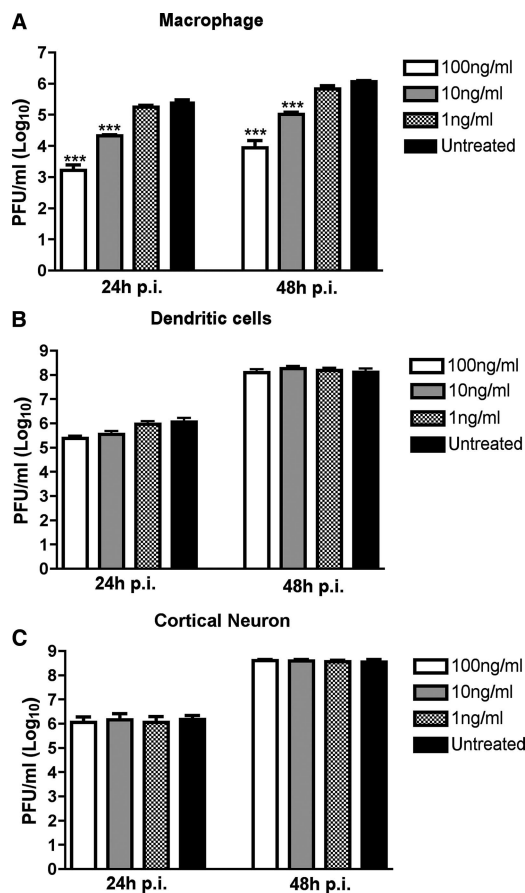 A
Macrophage
PFU/ml (Log10)
7
6
5
4
3
2
1
0
***
***
***
***
24h p.i.
48h p.i.
100ng/ml
10ng/ml
1ng/ml
Untreated
B
Dendritic cells
PFU/ml (Log10)
9
8
7
6
5
4
3
2
1
0
24h p.i.
48h p.i.
100ng/ml
10ng/ml
1ng/ml
Untreated
C
Cortical Neuron
PFU/ml (Log10)
9
8
7
6
5
4
3
2
1
0
24h p.i.
48h p.i.
100ng/ml
10ng/ml
1ng/ml
Untreated